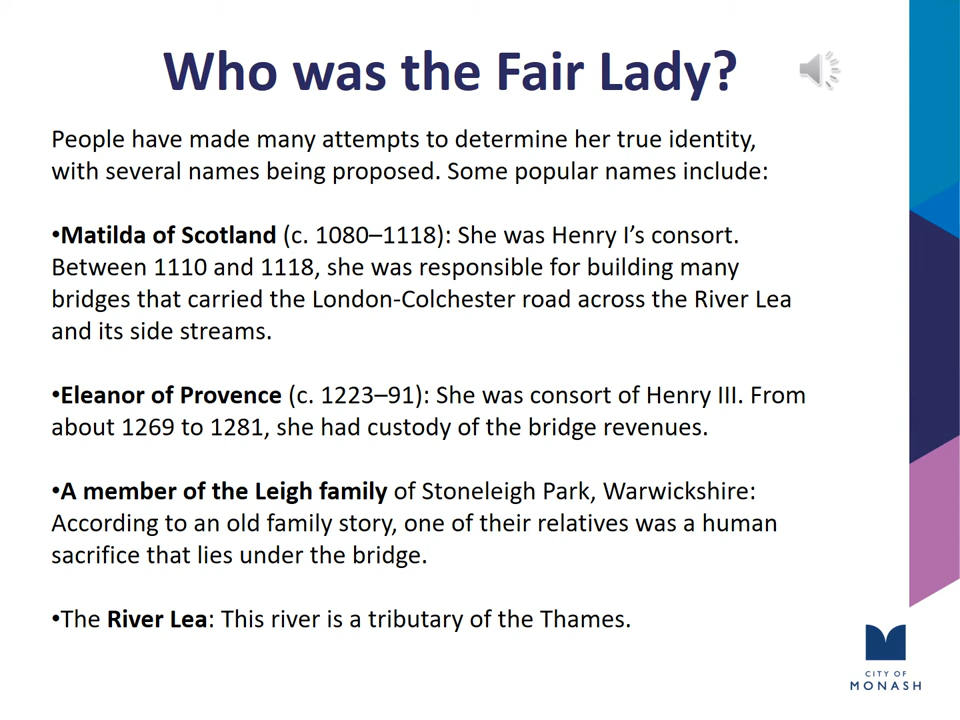 Who was the Fair Lady?
People have made many attempts to determine her true identity,
with several names being proposed. Some popular names include:
•Matilda of Scotland (c. 1080–1118): She was Henry I’s consort.
Between 1110 and 1118, she was responsible for building many
bridges that carried the London-Colchester road across the River Lea
and its side streams.
•Eleanor of Provence (c. 1223–91): She was consort of Henry III. From
about 1269 to 1281, she had custody of the bridge revenues.
•A member of the Leigh family of Stoneleigh Park, Warwickshire:
According to an old family story, one of their relatives was a human
sacrifice that lies under the bridge.
•The River Lea: This river is a tributary of the Thames.
CITY OF
MONASH